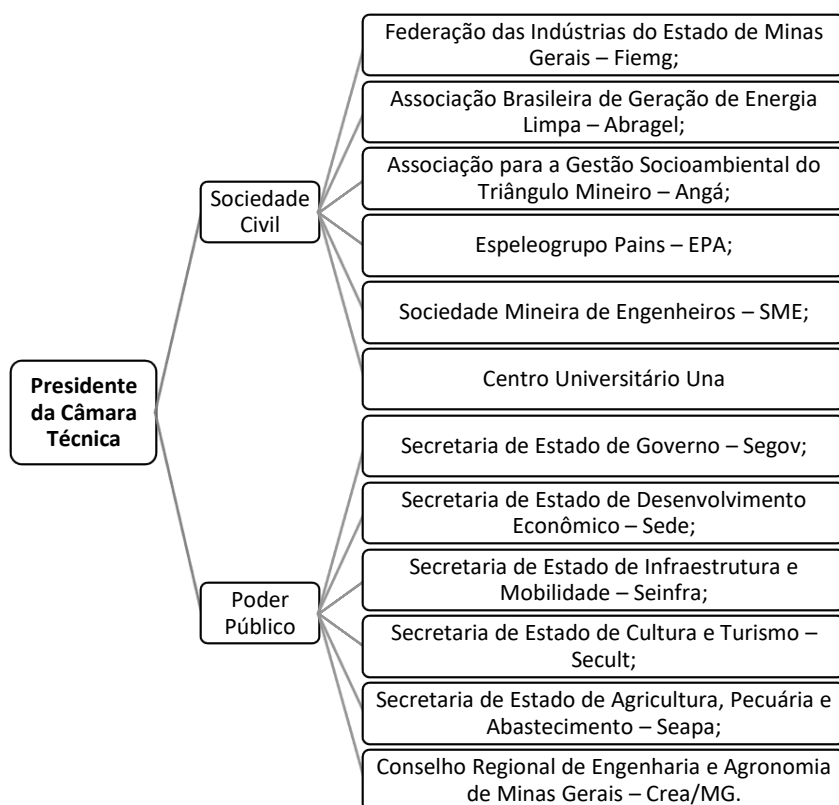 Presidente
da Câmara
Técnica
Sociedade
Civil
Federação das Indústrias do Estado de Minas
Gerais – Fiemg;
Associação Brasileira de Geração de Energia
Limpa – Abragel;
Associação para a Gestão Socioambiental do
Triângulo Mineiro – Angá;
Espeleogrupo Pains – EPA;
Sociedade Mineira de Engenheiros – SME;
Centro Universitário Una
Poder
Público
Secretaria de Estado de Governo – Segov;
Secretaria de Estado de Desenvolvimento
Econômico – Sede;
Secretaria de Estado de Infraestrutura e
Mobilidade – Seinfra;
Secretaria de Estado de Cultura e Turismo –
Secult;
Secretaria de Estado de Agricultura, Pecuária e
Abastecimento – Seapa;
Conselho Regional de Engenharia e Agronomia
de Minas Gerais – Crea/MG.